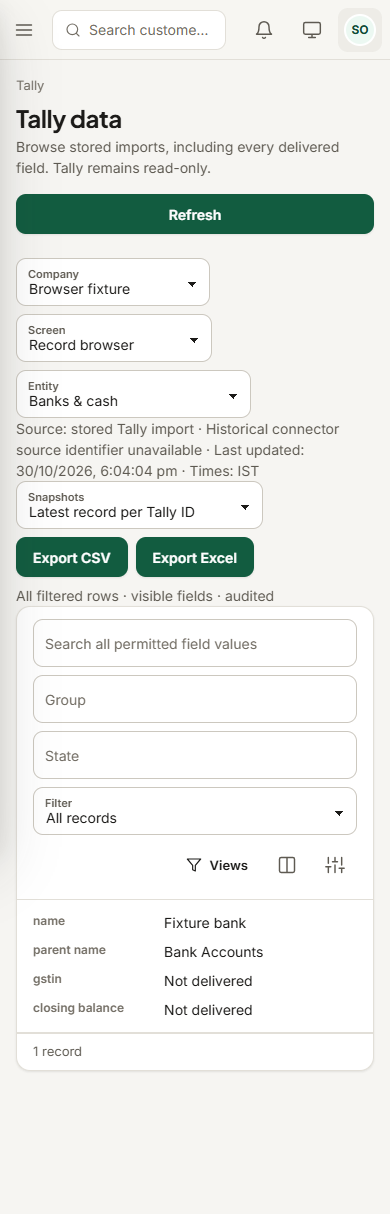 Search custome...
SO
Tally
Tally data
Browse stored imports, including every delivered
field. Tally remains read-only.
Refresh
Company
Browser fixture
Screen
Record browser
Entity
Banks & cash
Source: stored Tally import · Historical connector
source identifier unavailable · Last updated:
30/10/2026, 6:04:04 pm · Times: IST
Snapshots
Latest record per Tally ID
Export CSV Export Excel
All filtered rows · visible fields · audited
Search all permitted field values
Group
State
Filter
All records
Views
name Fixture bank
parent name Bank Accounts
gstin Not delivered
closing balance Not delivered
1 record